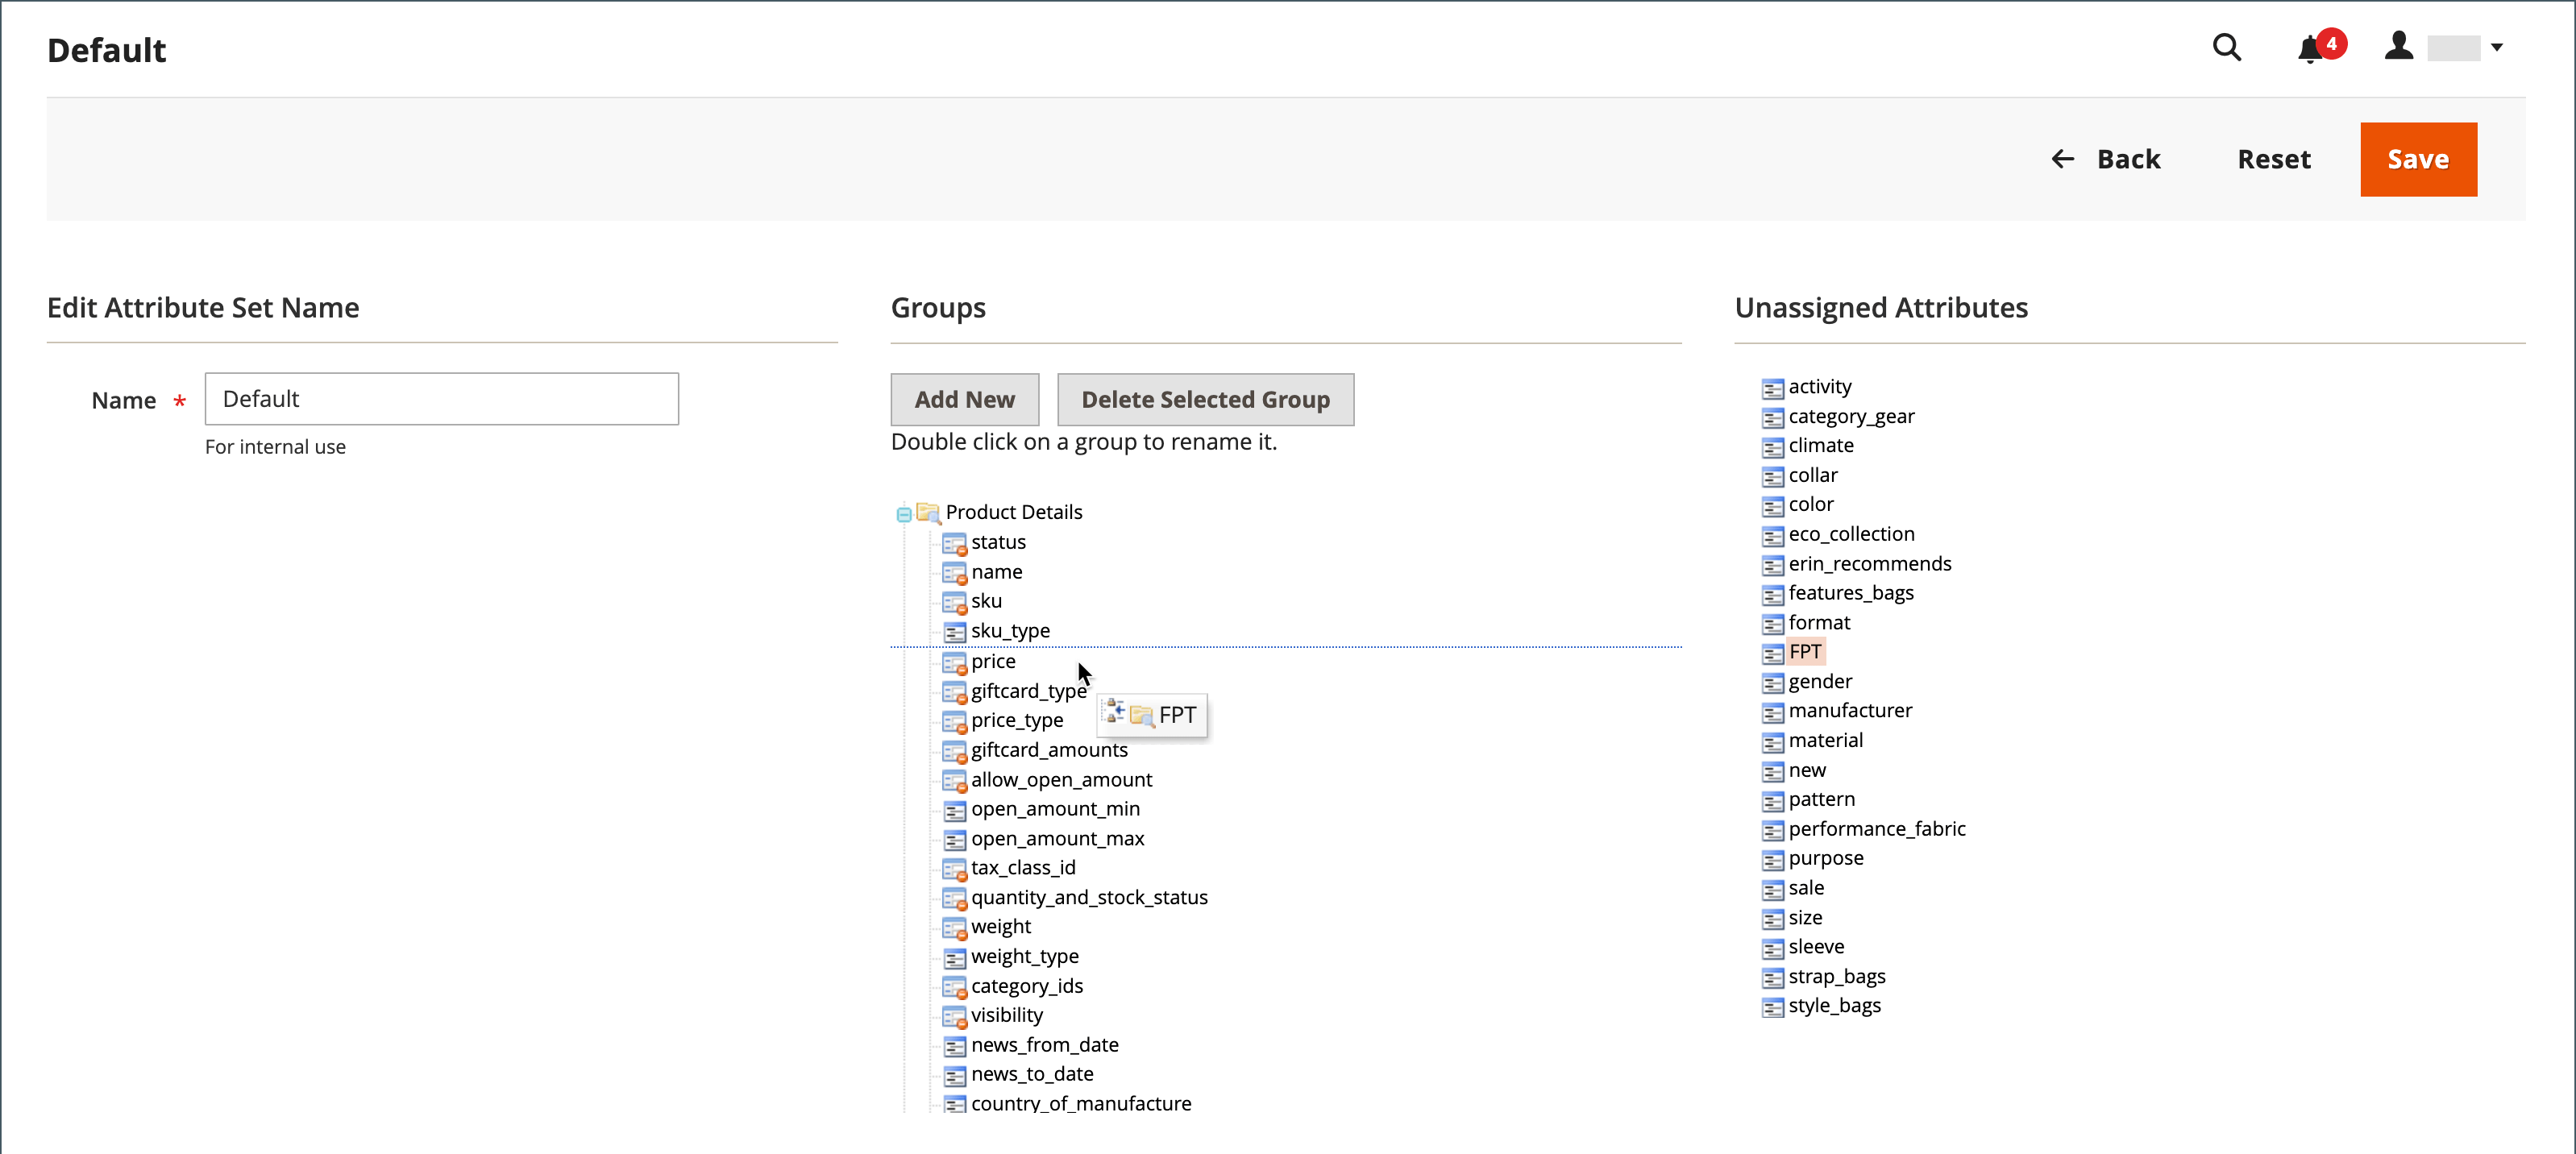 Default
4
Back Reset Save
Edit Attribute Set Name
Name * Default
For internal use
Groups
Add New Delete Selected Group
Double click on a group to rename it.
Product Details
status
name
sku
sku_type
price
giftcard_type
FPT
price_type
giftcard_amounts
allow_open_amount
open_amount_min
open_amount_max
tax_class_id
quantity_and_stock_status
weight
weight_type
category_ids
visibility
news_from_date
news_to_date
country_of_manufacture
Unassigned Attributes
activity
category_gear
climate
collar
color
eco_collection
erin_recommends
features_bags
format
FPT
gender
manufacturer
material
new
pattern
performance_fabric
purpose
sale
size
sleeve
strap_bags
style_bags